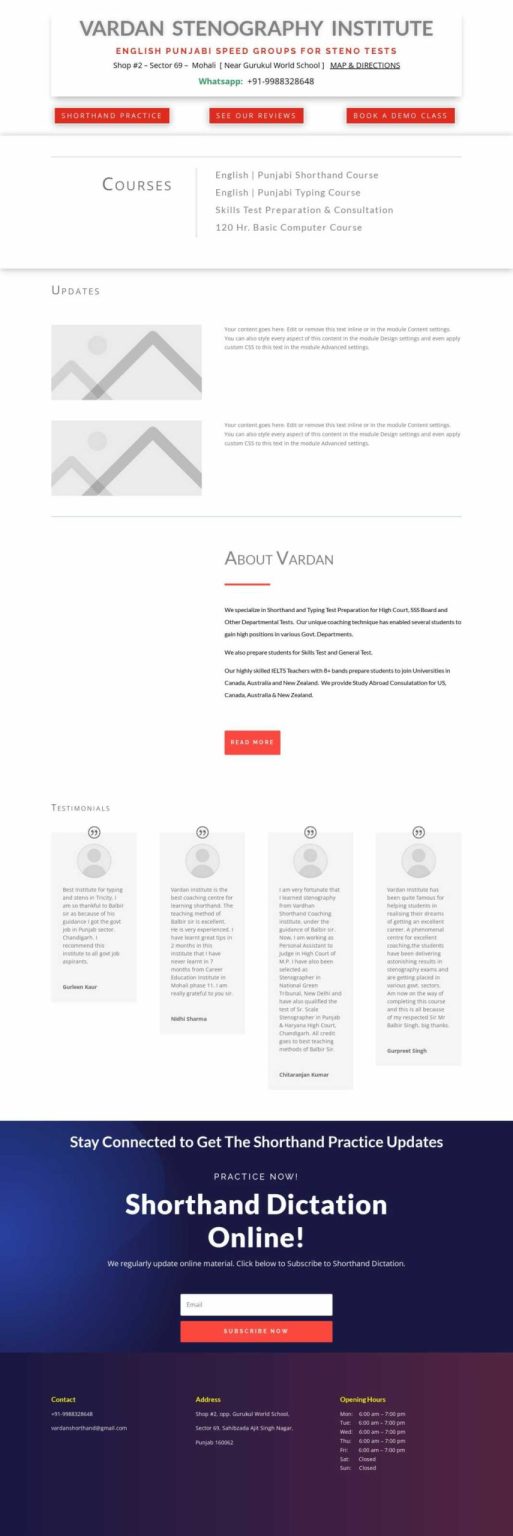 VARDAN STENOGRAPHY INSTITUTE
ENGLISH PUNJABI SPEED GROUPS FOR STENO TESTS
Shop #2 – Sector 69 – Mohali [ Near Gurukul World School ] MAP & DIRECTIONS
Whatsapp: +91-9988328648
SHORTHAND PRACTICE
SEE OUR REVIEWS
BOOK A DEMO CLASS
Courses
English | Punjabi Shorthand Course
English | Punjabi Typing Course
Skills Test Preparation & Consultation
120 Hr. Basic Computer Course
Updates
Your content goes here. Edit or remove this text inline or in the module Content settings.
You can also style every aspect of this content in the module Design settings and even apply
custom CSS to this text in the module Advanced settings.
Your content goes here. Edit or remove this text inline or in the module Content settings.
You can also style every aspect of this content in the module Design settings and even apply
custom CSS to this text in the module Advanced settings.
About Vardan
We specialize in Shorthand and Typing Test Preparation for High Court, SSS Board and
Other Departmental Tests. Our unique coaching technique has enabled several students to
gain high positions in various Govt. Departments.
We also prepare students for Skills Test and General Test.
Our highly skilled IELTS Teachers with 8+ bands prepare students to join Universities in
Canada, Australia and New Zealand. We provide Study Abroad Consulatation for US,
Canada, Australia & New Zealand.
READ MORE
Testimonials
Best institute for typing
and steno in Tricity. I
am so thankful to Balbir
sir as because of his
guidance I got the govt
job in Punjab sector.
Chandigarh. I
recommend this
institute to all govt job
aspirants.
Gurleen Kaur
Vardan institute is the
best coaching centre for
learning shorthand. The
teaching method of
Balbir sir is excellent.
He is very experienced. I
have learnt great tips in
2 months in this
institute that I have
never learnt in 7
months from Career
Education Institute in
Mohali phase 11. I am
really grateful to you sir.
Nidhi Sharma
I am very fortunate that
I learned stenography
from Vardhan
Shorthand Coaching
institute, under the
guidance of Balbir sir.
Now, I am working as
Personal Assistant to
Judge in High Court of
M.P. I have also been
selected as
Stenographer in
National Green
Tribunal, New Delhi and
have also qualified the
test of Sr. Scale
Stenographer in Punjab
& Haryana High Court,
Chandigarh. All credit
goes to best teaching
methods of Balbir Sir.
Chitaranjan Kumar
Vardan Institute has
been quite famous for
helping students in
realising their dreams
of getting an excellent
career. A phenomenal
centre for excellent
coaching,the students
have been delivering
astonishing results in
stenography exams and
are getting placed in
various govt. sectors.
Am now on the way of
completing this course
and this is all because
of my respected Sir Mr
Balbir Singh, big thanks.
Gurpreet Singh
Stay Connected to Get The Shorthand Practice Updates
PRACTICE NOW!
Shorthand Dictation
Online!
We regularly update online material. Click below to Subscribe to Shorthand Dictation.
Email
SUBSCRIBE NOW
Contact
+91-9988328648
vardanshorthand@gmail.com
Address
Shop #2, opp. Gurukul World School,
Sector 69, Sahibzada Ajit Singh Nagar,
Punjab 160062
Opening Hours
Mon: 6:00 am – 7:00 pm
Tue: 6:00 am – 7:00 pm
Wed: 6:00 am – 7:00 pm
Thu: 6:00 am – 7:00 pm
Fri: 6:00 am – 7:00 pm
Sat: Closed
Sun: Closed